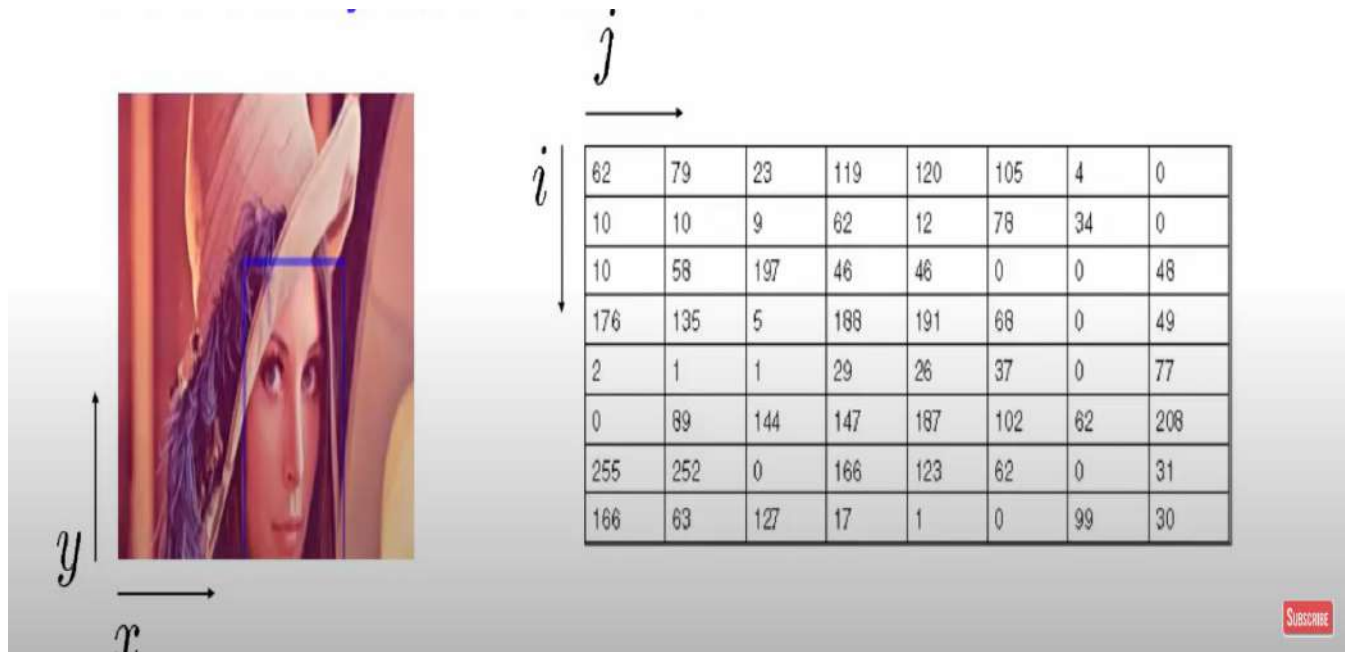 j
i
62 79 23 119 120 105 4 0
10 10 9 62 12 78 34 0
10 58 197 46 46 0 0 48
176 135 5 188 191 68 0 49
2 1 1 29 26 37 0 77
0 89 144 147 187 102 62 208
255 252 0 166 123 62 0 31
166 63 127 17 1 0 99 30
y
x
SUBSCRIBE